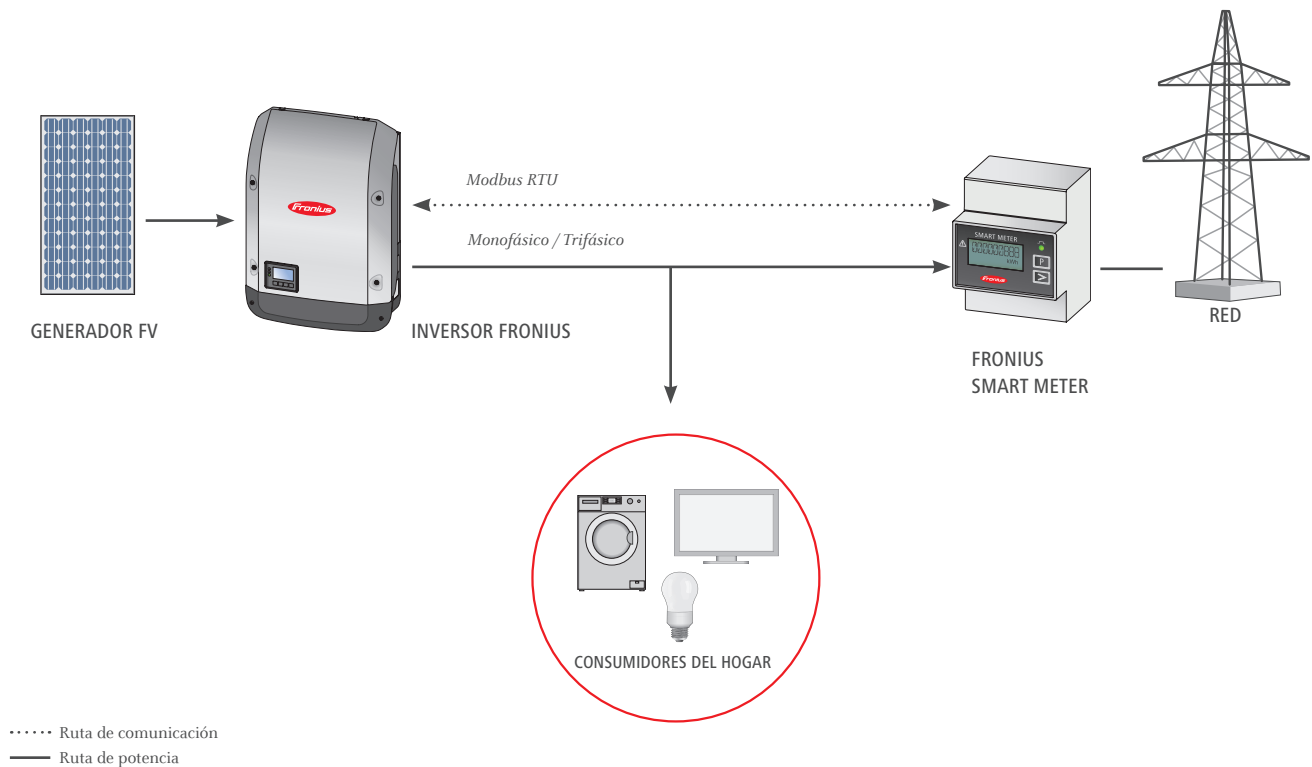 Modbus RTU
Monofásico / Trifásico
Fronius
SMART METER
kWh
P
Fronius
GENERADOR FV
INVERSOR FRONIUS
RED
FRONIUS
SMART METER
CONSUMIDORES DEL HOGAR
Ruta de comunicación
Ruta de potencia